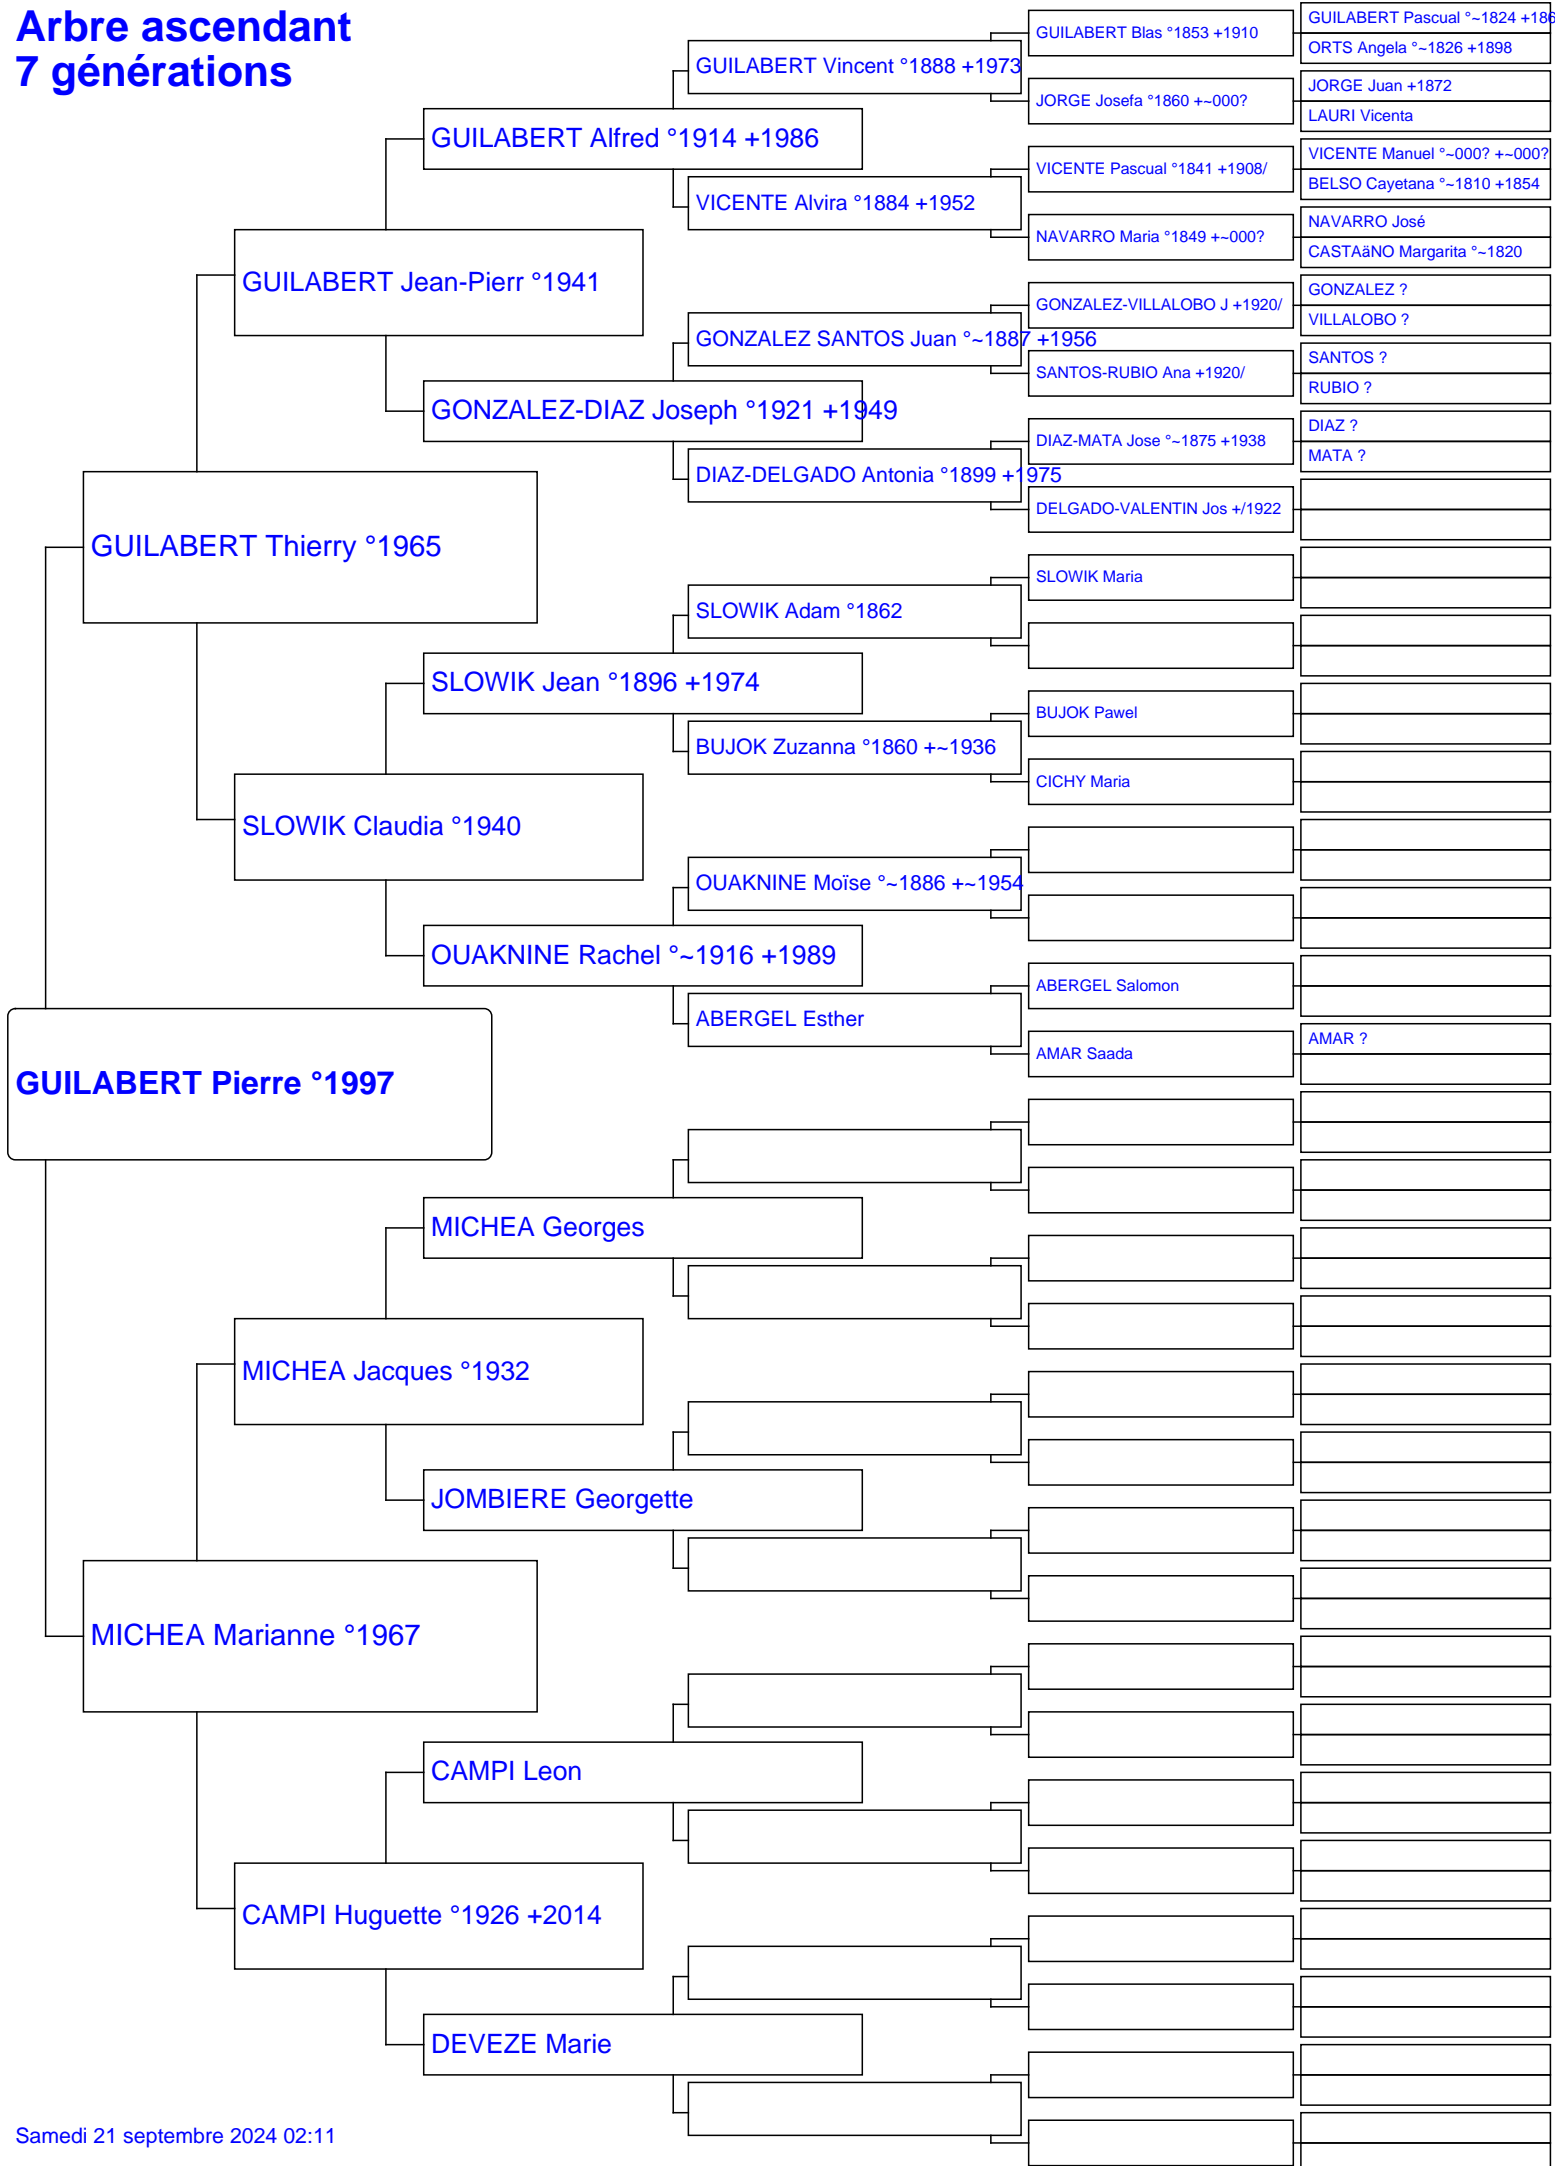 Arbre ascendant
7 générations
GUILABERT Pierre °1997
GUILABERT Thierry °1965
MICHEA Marianne °1967
GUILABERT Jean-Pierr °1941
SLOWIK Claudia °1940
MICHEA Jacques °1932
CAMPI Huguette °1926 +2014
GUILABERT Alfred °1914 +1986
GONZALEZ-DIAZ Joseph °1921 +1949
SLOWIK Jean °1896 +1974
OUAKNINE Rachel °~1916 +1989
MICHEA Georges
JOMBIERE Georgette
CAMPI Leon
DEVEZE Marie
GUILABERT Vincent °1888 +1973
VICENTE Alvira °1884 +1952
GONZALEZ SANTOS Juan °~1887 +1956
DIAZ-DELGADO Antonia °1899 +1975
SLOWIK Adam °1862
BUJOK Zuzanna °1860 +~1936
OUAKNINE Moïse °~1886 +~1954
ABERGEL Esther
GUILABERT Blas °1853 +1910
JORGE Josefa °1860 +~000?
VICENTE Pascual °1841 +1908/
NAVARRO Maria °1849 +~000?
GONZALEZ-VILLALOBO J +1920/
SANTOS-RUBIO Ana +1920/
DIAZ-MATA Jose °~1875 +1938
DELGADO-VALENTIN Jos +/1922
SLOWIK Maria
BUJOK Pawel
CICHY Maria
ABERGEL Salomon
AMAR Saada
GUILABERT Pascual °~1824 +186
ORTS Angela °~1826 +1898
JORGE Juan +1872
LAURI Vicenta
VICENTE Manuel °~000? +~000?
BELSO Cayetana °~1810 +1854
NAVARRO José
CASTAäNO Margarita °~1820
GONZALEZ ?
VILLALOBO ?
SANTOS ?
RUBIO ?
DIAZ ?
MATA ?
AMAR ?
Samedi 21 septembre 2024 02:11